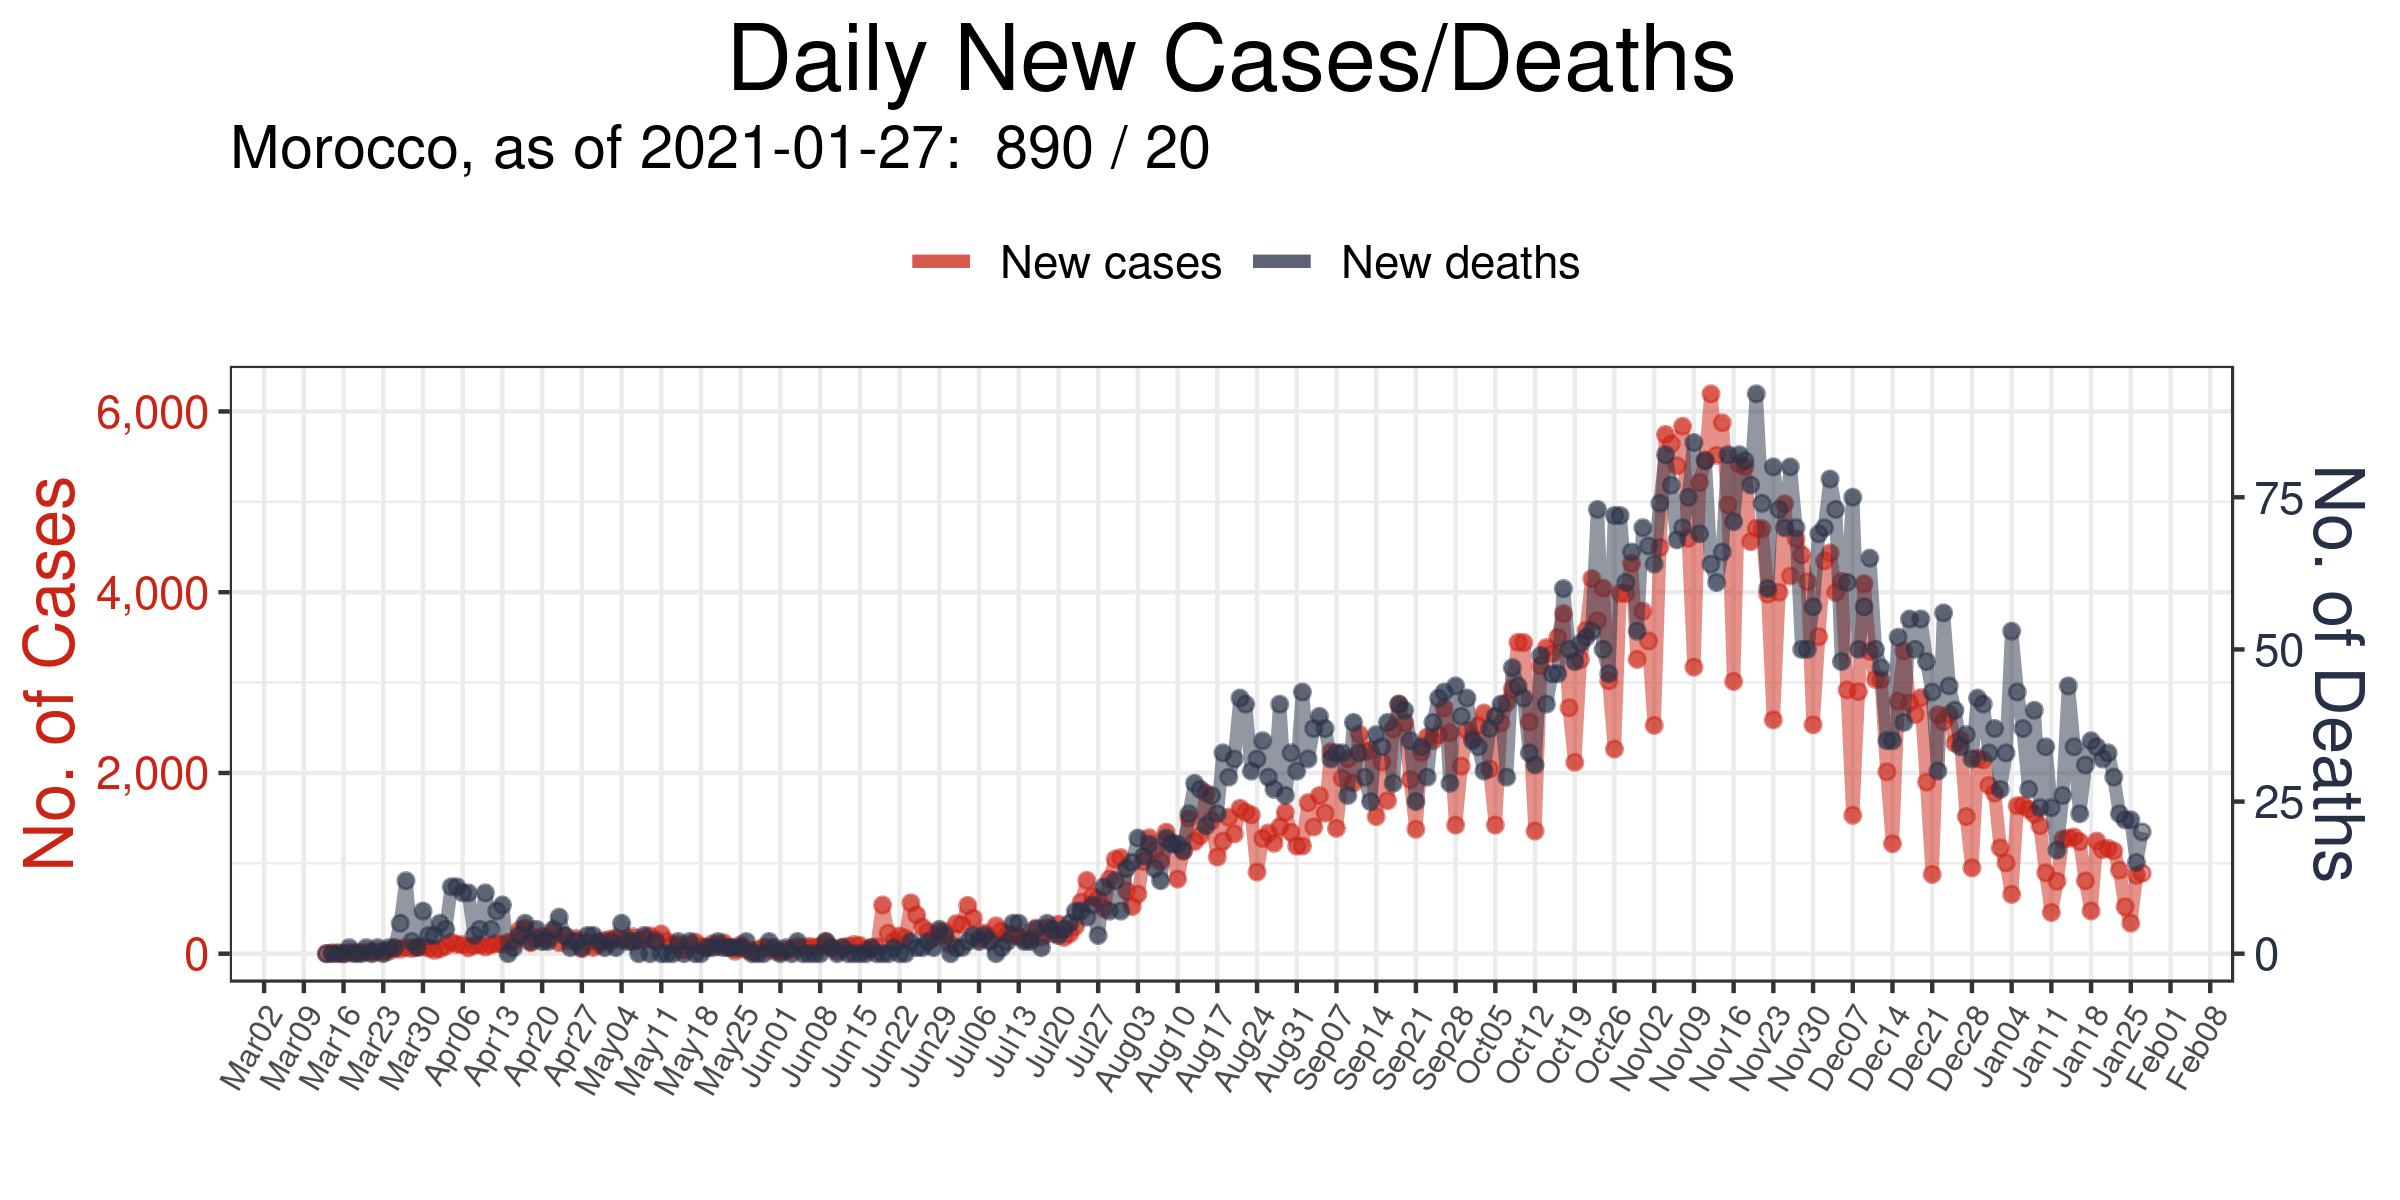 Daily New Cases/Deaths
Morocco, as of 2021-01-27:  890 / 20
New cases New deaths
No. of Cases
6,000
4,000
2,000
0
75
50
25
0
No. of Deaths
Mar02 Mar09 Mar16 Mar23 Mar30 Apr06 Apr13 Apr20 Apr27 May04 May11 May18 May25 Jun01 Jun08 Jun15 Jun22 Jun29 Jul06 Jul13 Jul20 Jul27 Aug03 Aug10 Aug17 Aug24 Aug31 Sep07 Sep14 Sep21 Sep28 Oct05 Oct12 Oct19 Oct26 Nov02 Nov09 Nov16 Nov23 Nov30 Dec07 Dec14 Dec21 Dec28 Jan04 Jan11 Jan18 Jan25 Feb01 Feb08